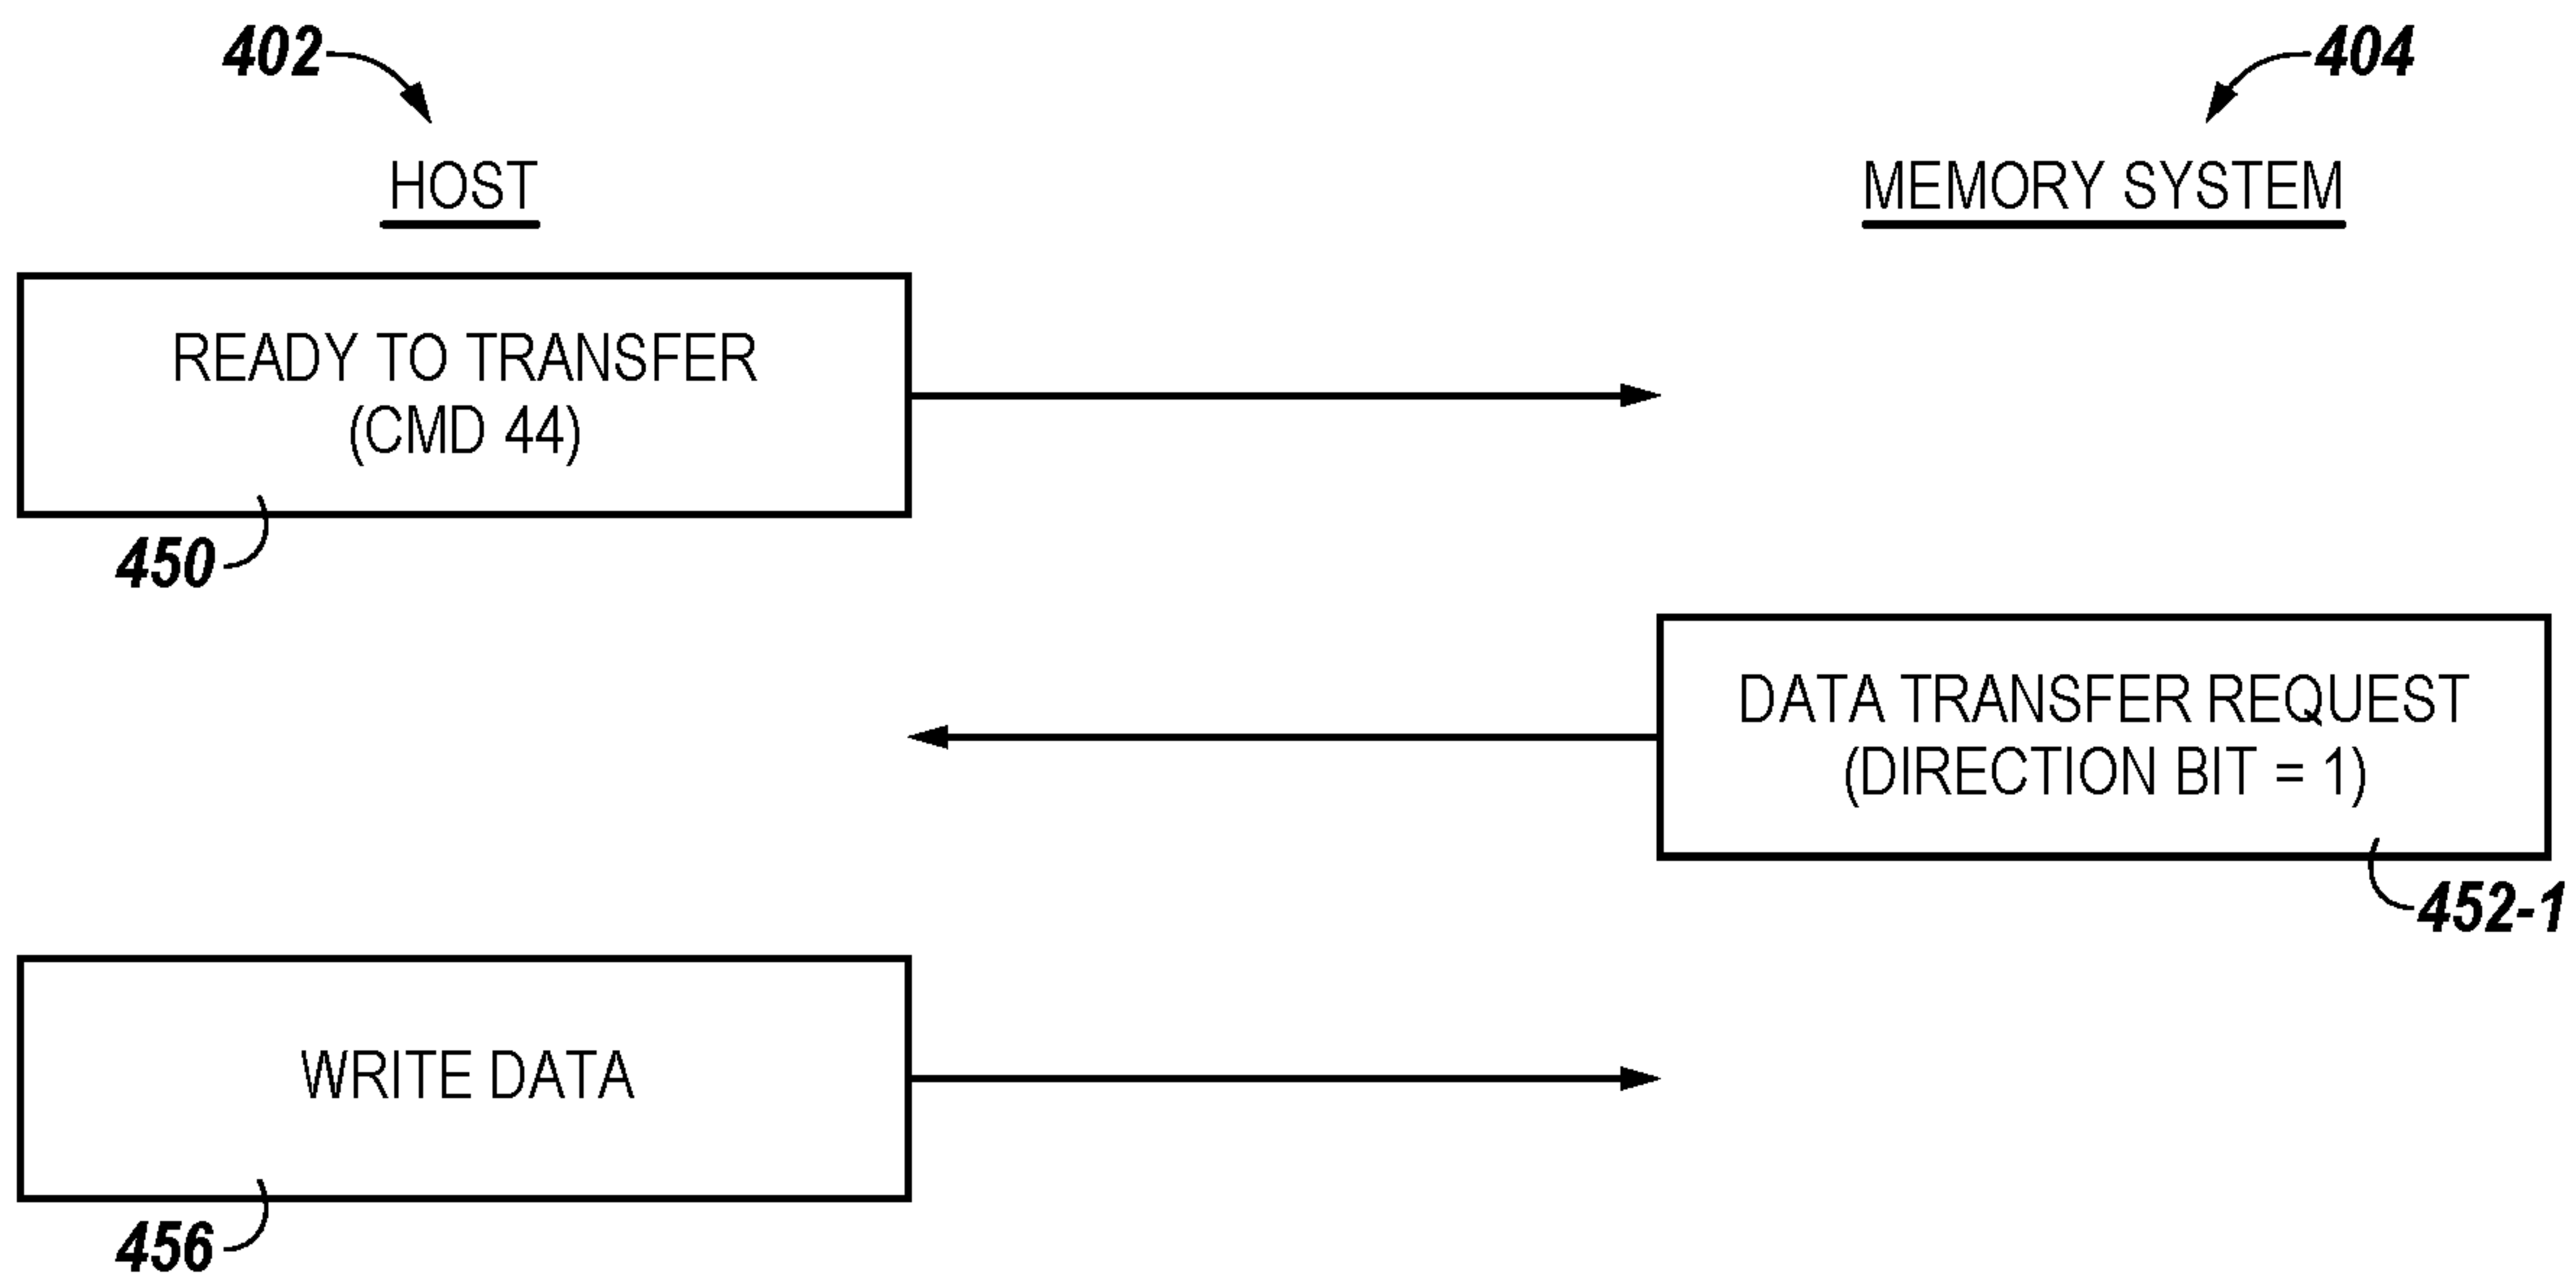 402
404
HOST
MEMORY SYSTEM
READY TO TRANSFER
(CMD 44)
450
DATA TRANSFER REQUEST
(DIRECTION BIT = 1)
452-1
WRITE DATA
456